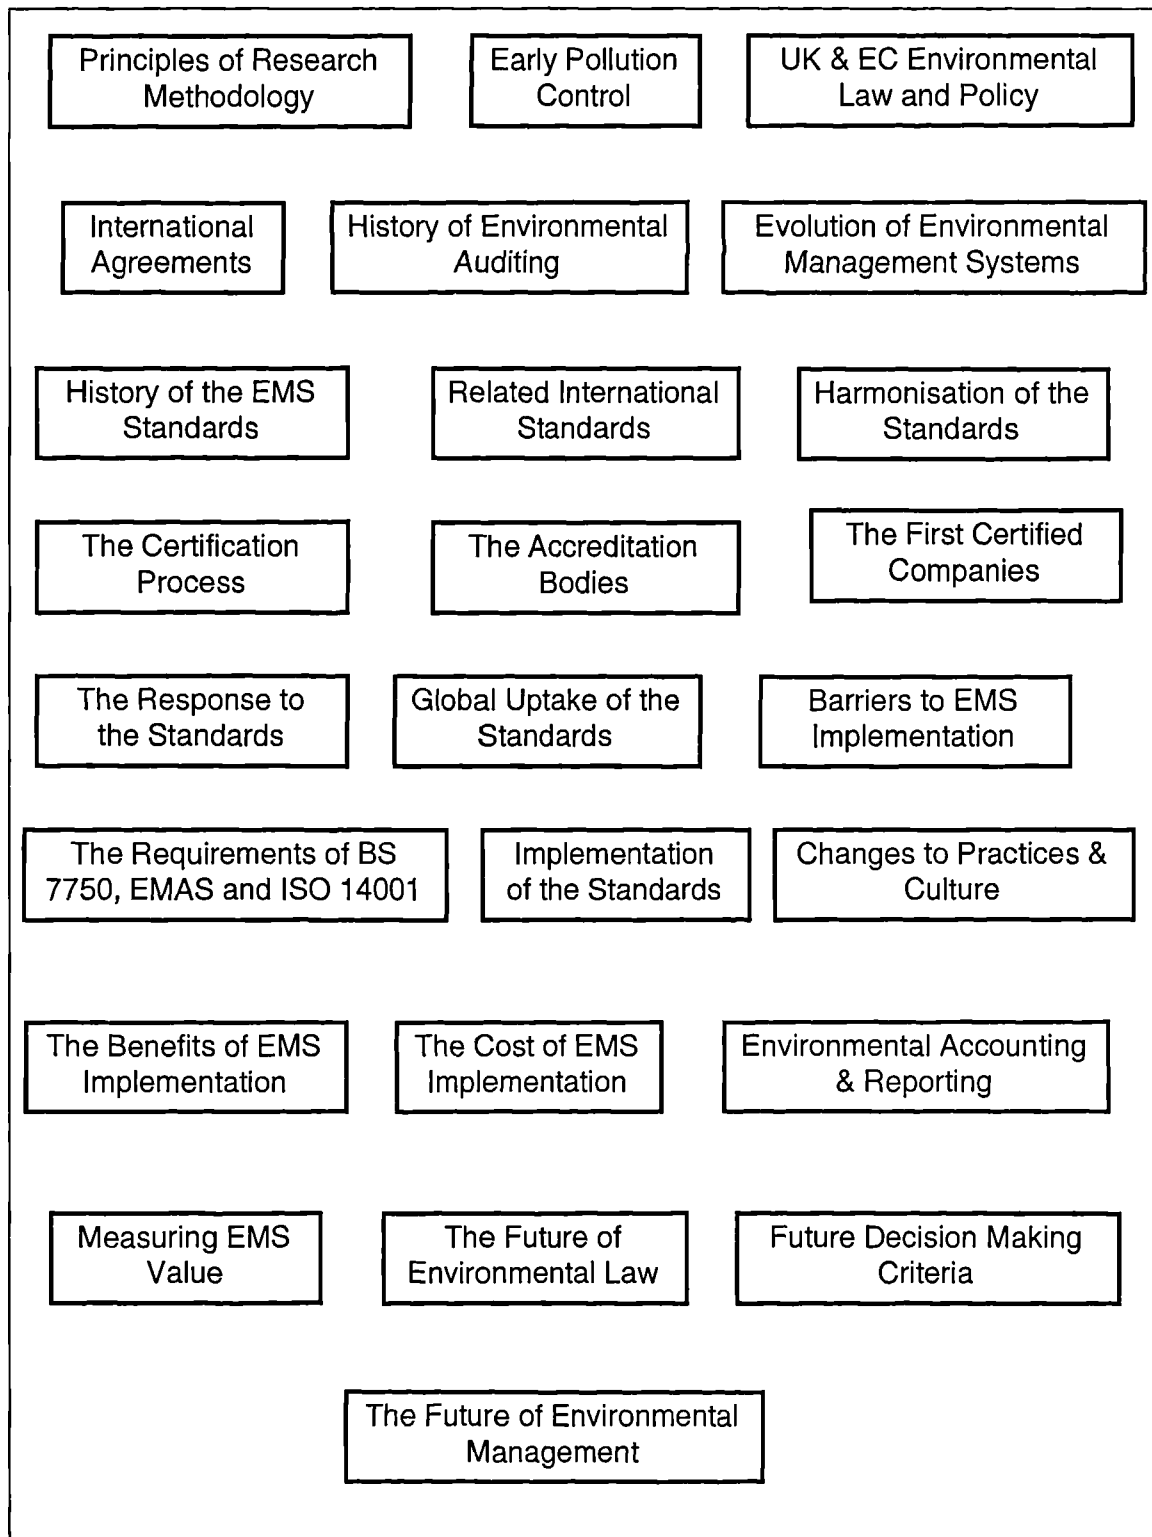 Principles of Research
Methodology
Early Pollution
Control
UK & EC Environmental
Law and Policy
International
Agreements
History of Environmental
Auditing
Evolution of Environmental
Management Systems
History of the EMS
Standards
Related International
Standards
Harmonisation of the
Standards
The Certification
Process
The Accreditation
Bodies
The First Certified
Companies
The Response to
the Standards
Global Uptake of the
Standards
Barriers to EMS
Implementation
The Requirements of BS
7750, EMAS and ISO 14001
Implementation
of the Standards
Changes to Practices &
Culture
The Benefits of EMS
Implementation
The Cost of EMS
Implementation
Environmental Accounting
& Reporting
Measuring EMS
Value
The Future of
Environmental Law
Future Decision Making
Criteria
The Future of Environmental
Management